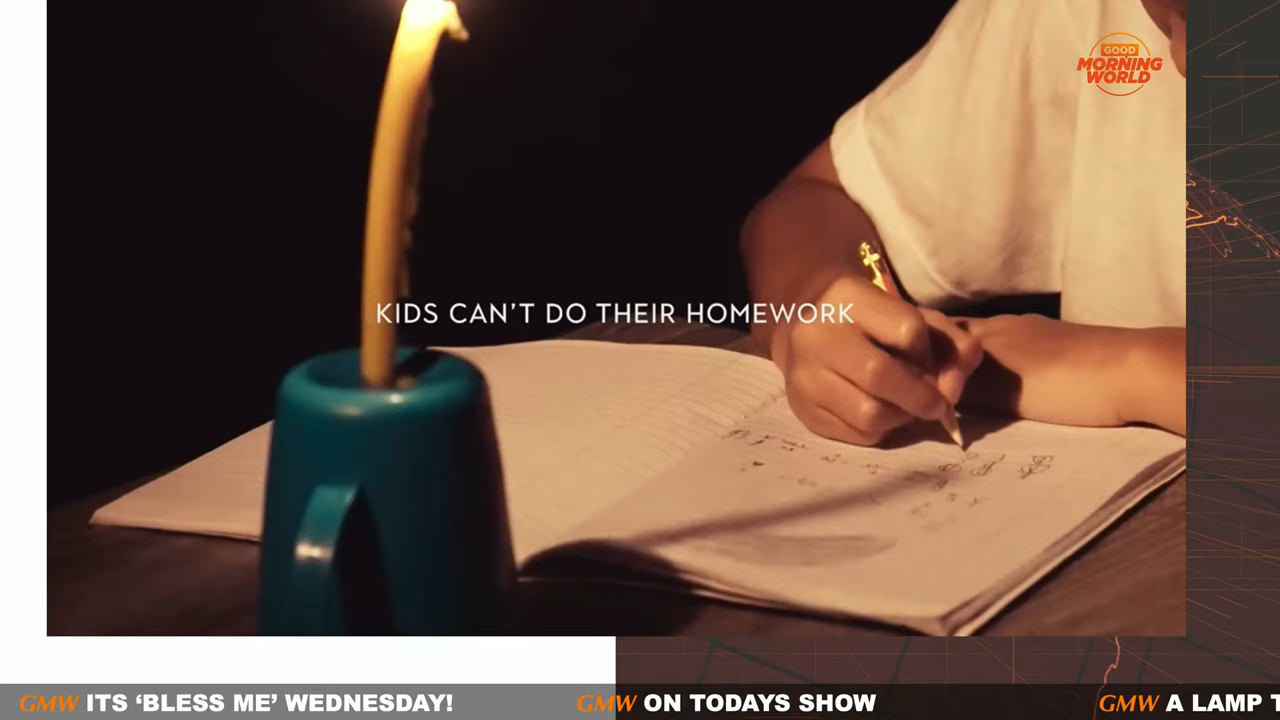 GOOD
MORNING
WORLD
KIDS CAN'T DO THEIR HOMEWORK
GMW ITS ‘BLESS ME’ WEDNESDAY! GMW ON TODAYS SHOW GMW A LAMP